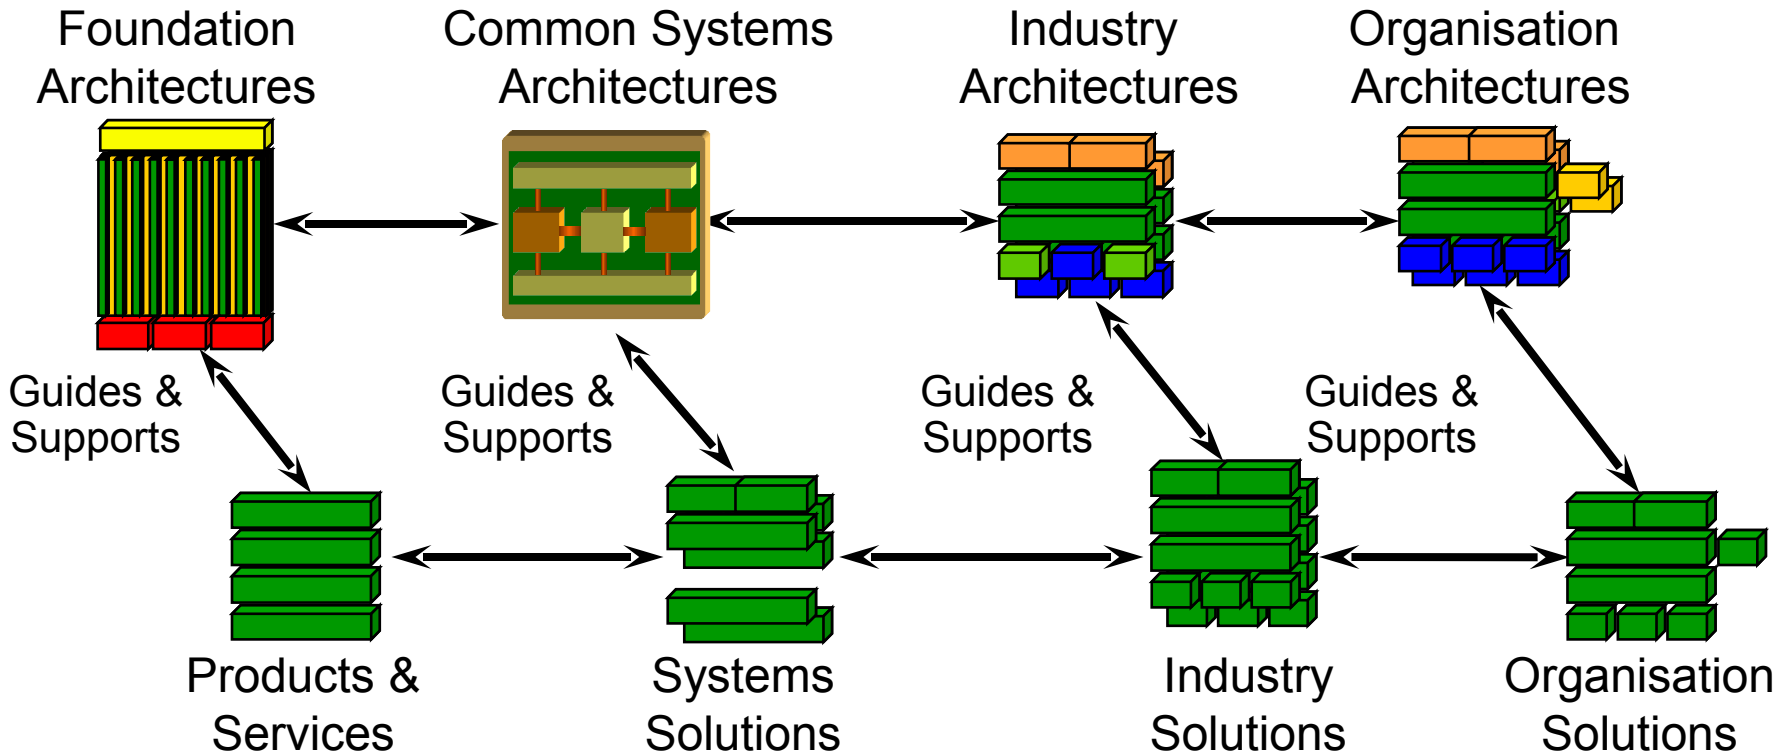 Foundation
Architectures
Common Systems
Architectures
Industry
Architectures
Organisation
Architectures
Guides &
Supports
Guides &
Supports
Guides &
Supports
Guides &
Supports
Products &
Services
Systems
Solutions
Industry
Solutions
Organisation
Solutions